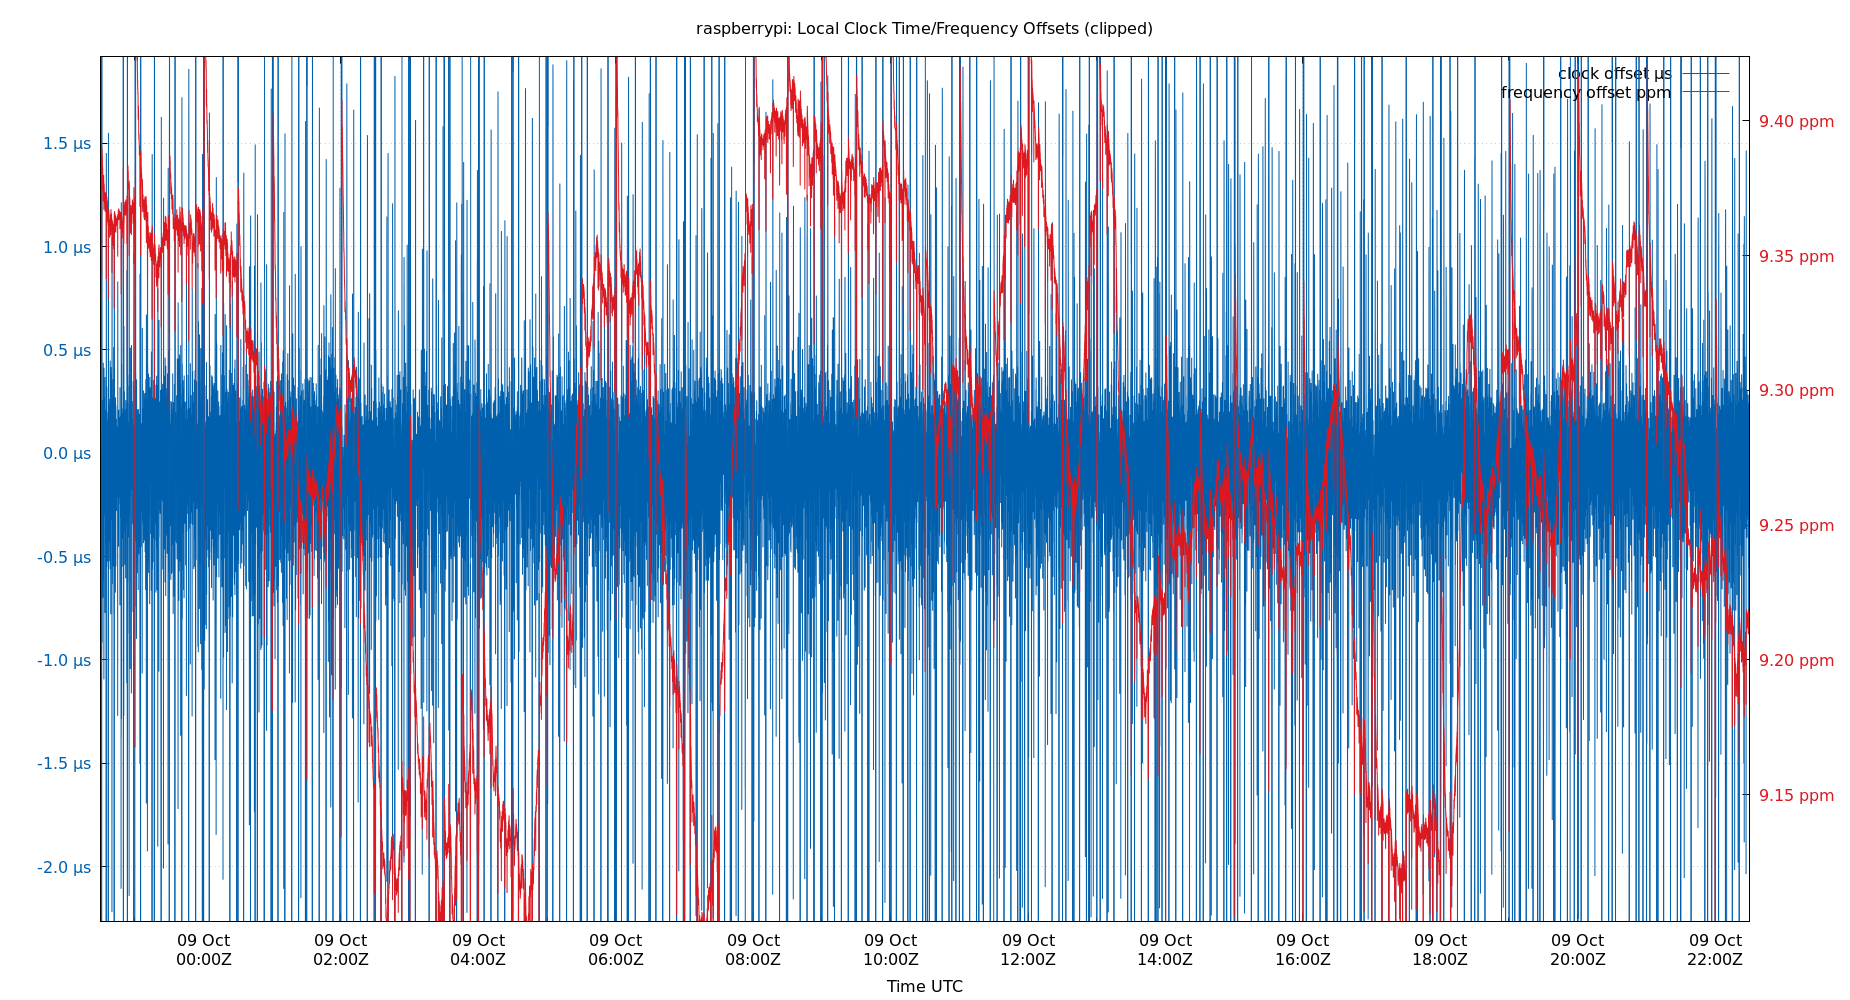 raspberrypi: Local Clock Time/Frequency Offsets (clipped)
clock offset µs
frequency offset ppm
1.5 µs
1.0 µs
0.5 µs
0.0 µs
-0.5 µs
-1.0 µs
-1.5 µs
-2.0 µs
9.40 ppm
9.35 ppm
9.30 ppm
9.25 ppm
9.20 ppm
9.15 ppm
09 Oct 09 Oct 09 Oct 09 Oct 09 Oct 09 Oct 09 Oct 09 Oct 09 Oct 09 Oct 09 Oct 09 Oct
00:00Z 02:00Z 04:00Z 06:00Z 08:00Z 10:00Z 12:00Z 14:00Z 16:00Z 18:00Z 20:00Z 22:00Z
Time UTC